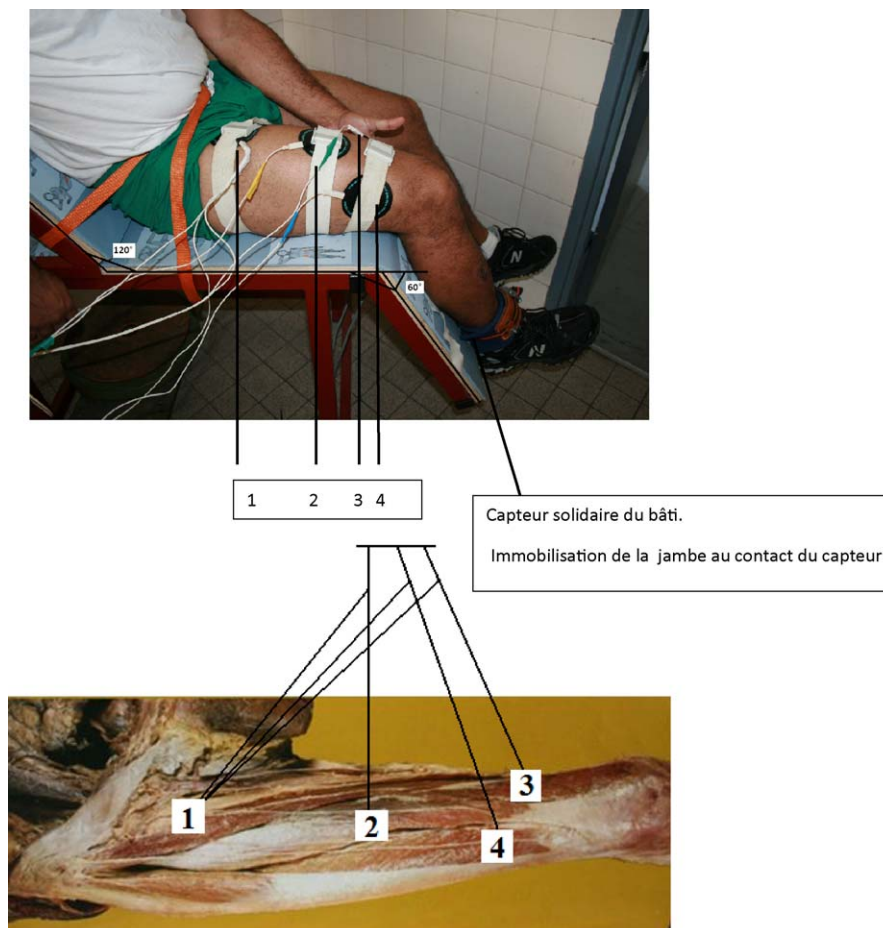 120°
60°
1 2 3 4
Capteur solidaire du bâti.
Immobilisation de la jambe au contact du capteur
1
2
3
4